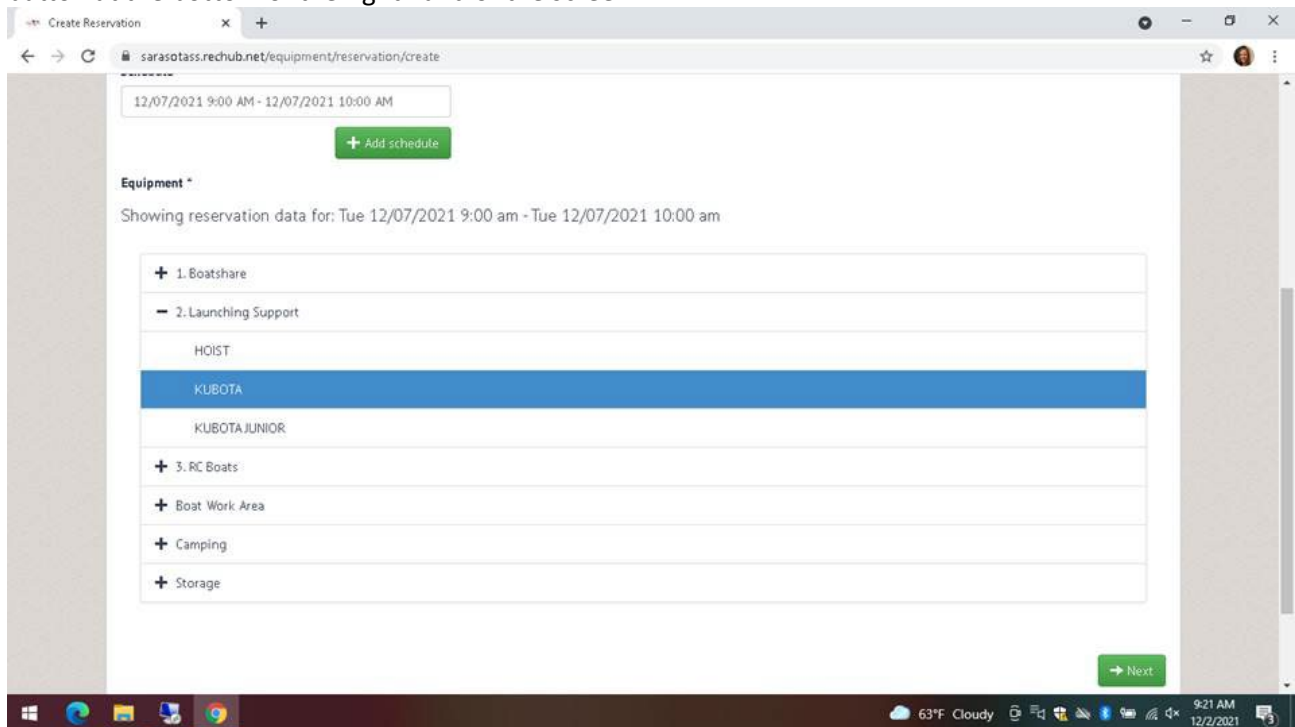 Create Reservation
sarasotass.rechub.net/equipment/reservation/create
12/07/2021 9:00 AM - 12/07/2021 10:00 AM
Add schedule
Equipment *
Showing reservation data for: Tue 12/07/2021 9:00 am - Tue 12/07/2021 10:00 am
1. Boatshare
2. Launching Support
HOIST
KUBOTA
KUBOTA JUNIOR
3. RC Boats
Boat Work Area
Camping
Storage
Next
63°F Cloudy
9:21 AM
12/2/2021
3